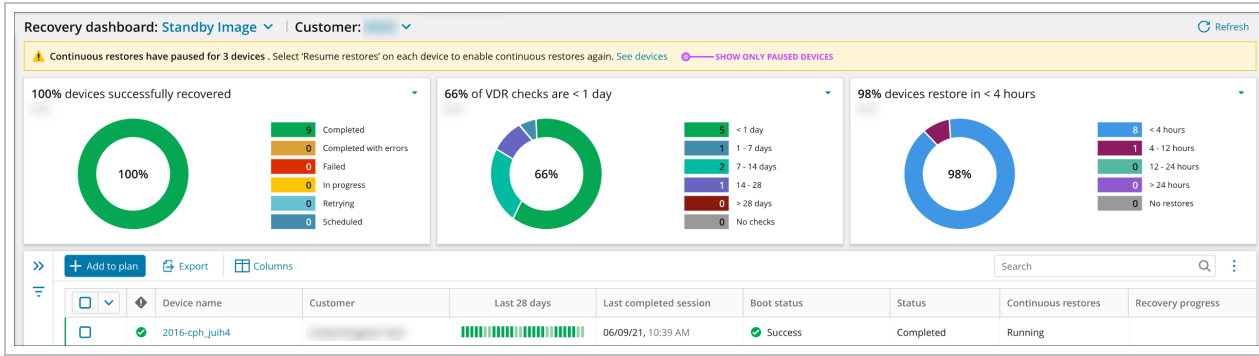 Recovery dashboard: Standby Image Customer: Refresh
Continuous restores have paused for 3 devices . Select 'Resume restores' on each device to enable continuous restores again. See devices SHOW ONLY PAUSED DEVICES
100% devices successfully recovered
100%
9 Completed
0 Completed with errors
0 Failed
0 In progress
0 Retrying
0 Scheduled
66% of VDR checks are < 1 day
66%
5 < 1 day
1 1 - 7 days
2 7 - 14 days
1 14 - 28
0 > 28 days
0 No checks
98% devices restore in < 4 hours
98%
8 < 4 hours
1 4 - 12 hours
0 12 - 24 hours
0 > 24 hours
0 No restores
Add to plan Export Columns Search
Device name Customer Last 28 days Last completed session Boot status Status Continuous restores Recovery progress
2016-cph_juih4 06/09/21, 10:39 AM Success Completed Running